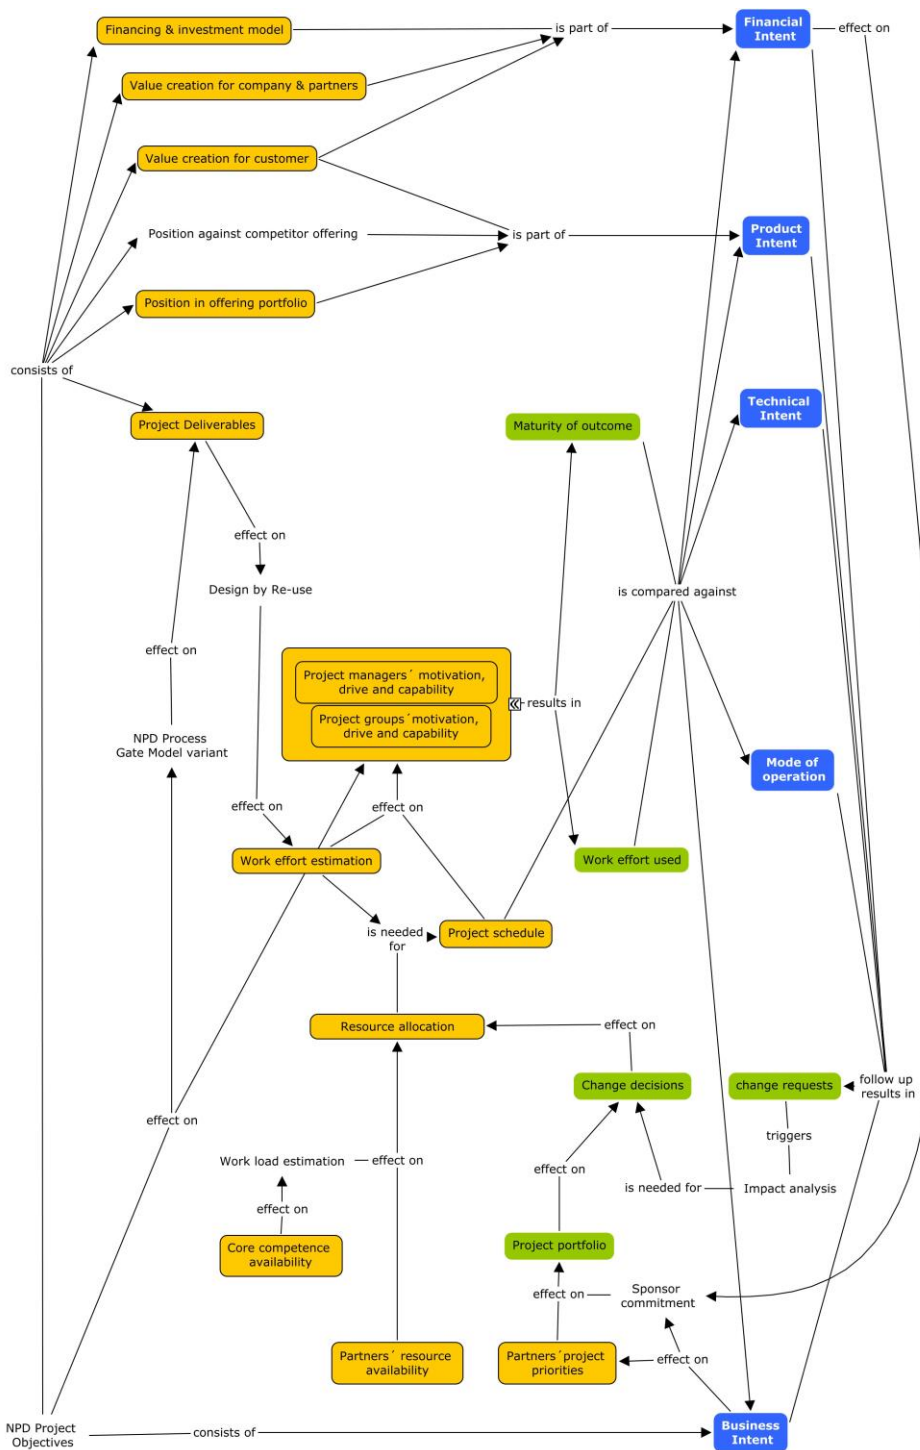 Financing & investment model
is part of
Financial
Intent
effect on
Value creation for company & partners
Value creation for customer
Position against competitor offering
is part of
Product
Intent
Position in offering portfolio
consists of
Project Deliverables
Maturity of outcome
Technical
Intent
effect on
Design by Re-use
is compared against
effect on
Project managers´ motivation,
drive and capability
Project groups´motivation,
drive and capability
results in
NPD Process
Gate Model variant
Mode of
operation
effect on
effect on
Work effort estimation
Work effort used
is needed
for
Project schedule
Resource allocation
effect on
Change decisions
change requests
follow up
results in
effect on
triggers
Work load estimation
effect on
effect on
is needed for
Impact analysis
effect on
Core competence
availability
Project portfolio
effect on
Sponsor
commitment
Partners´ resource
availability
Partners´project
priorities
effect on
NPD Project
Objectives
consists of
Business
Intent